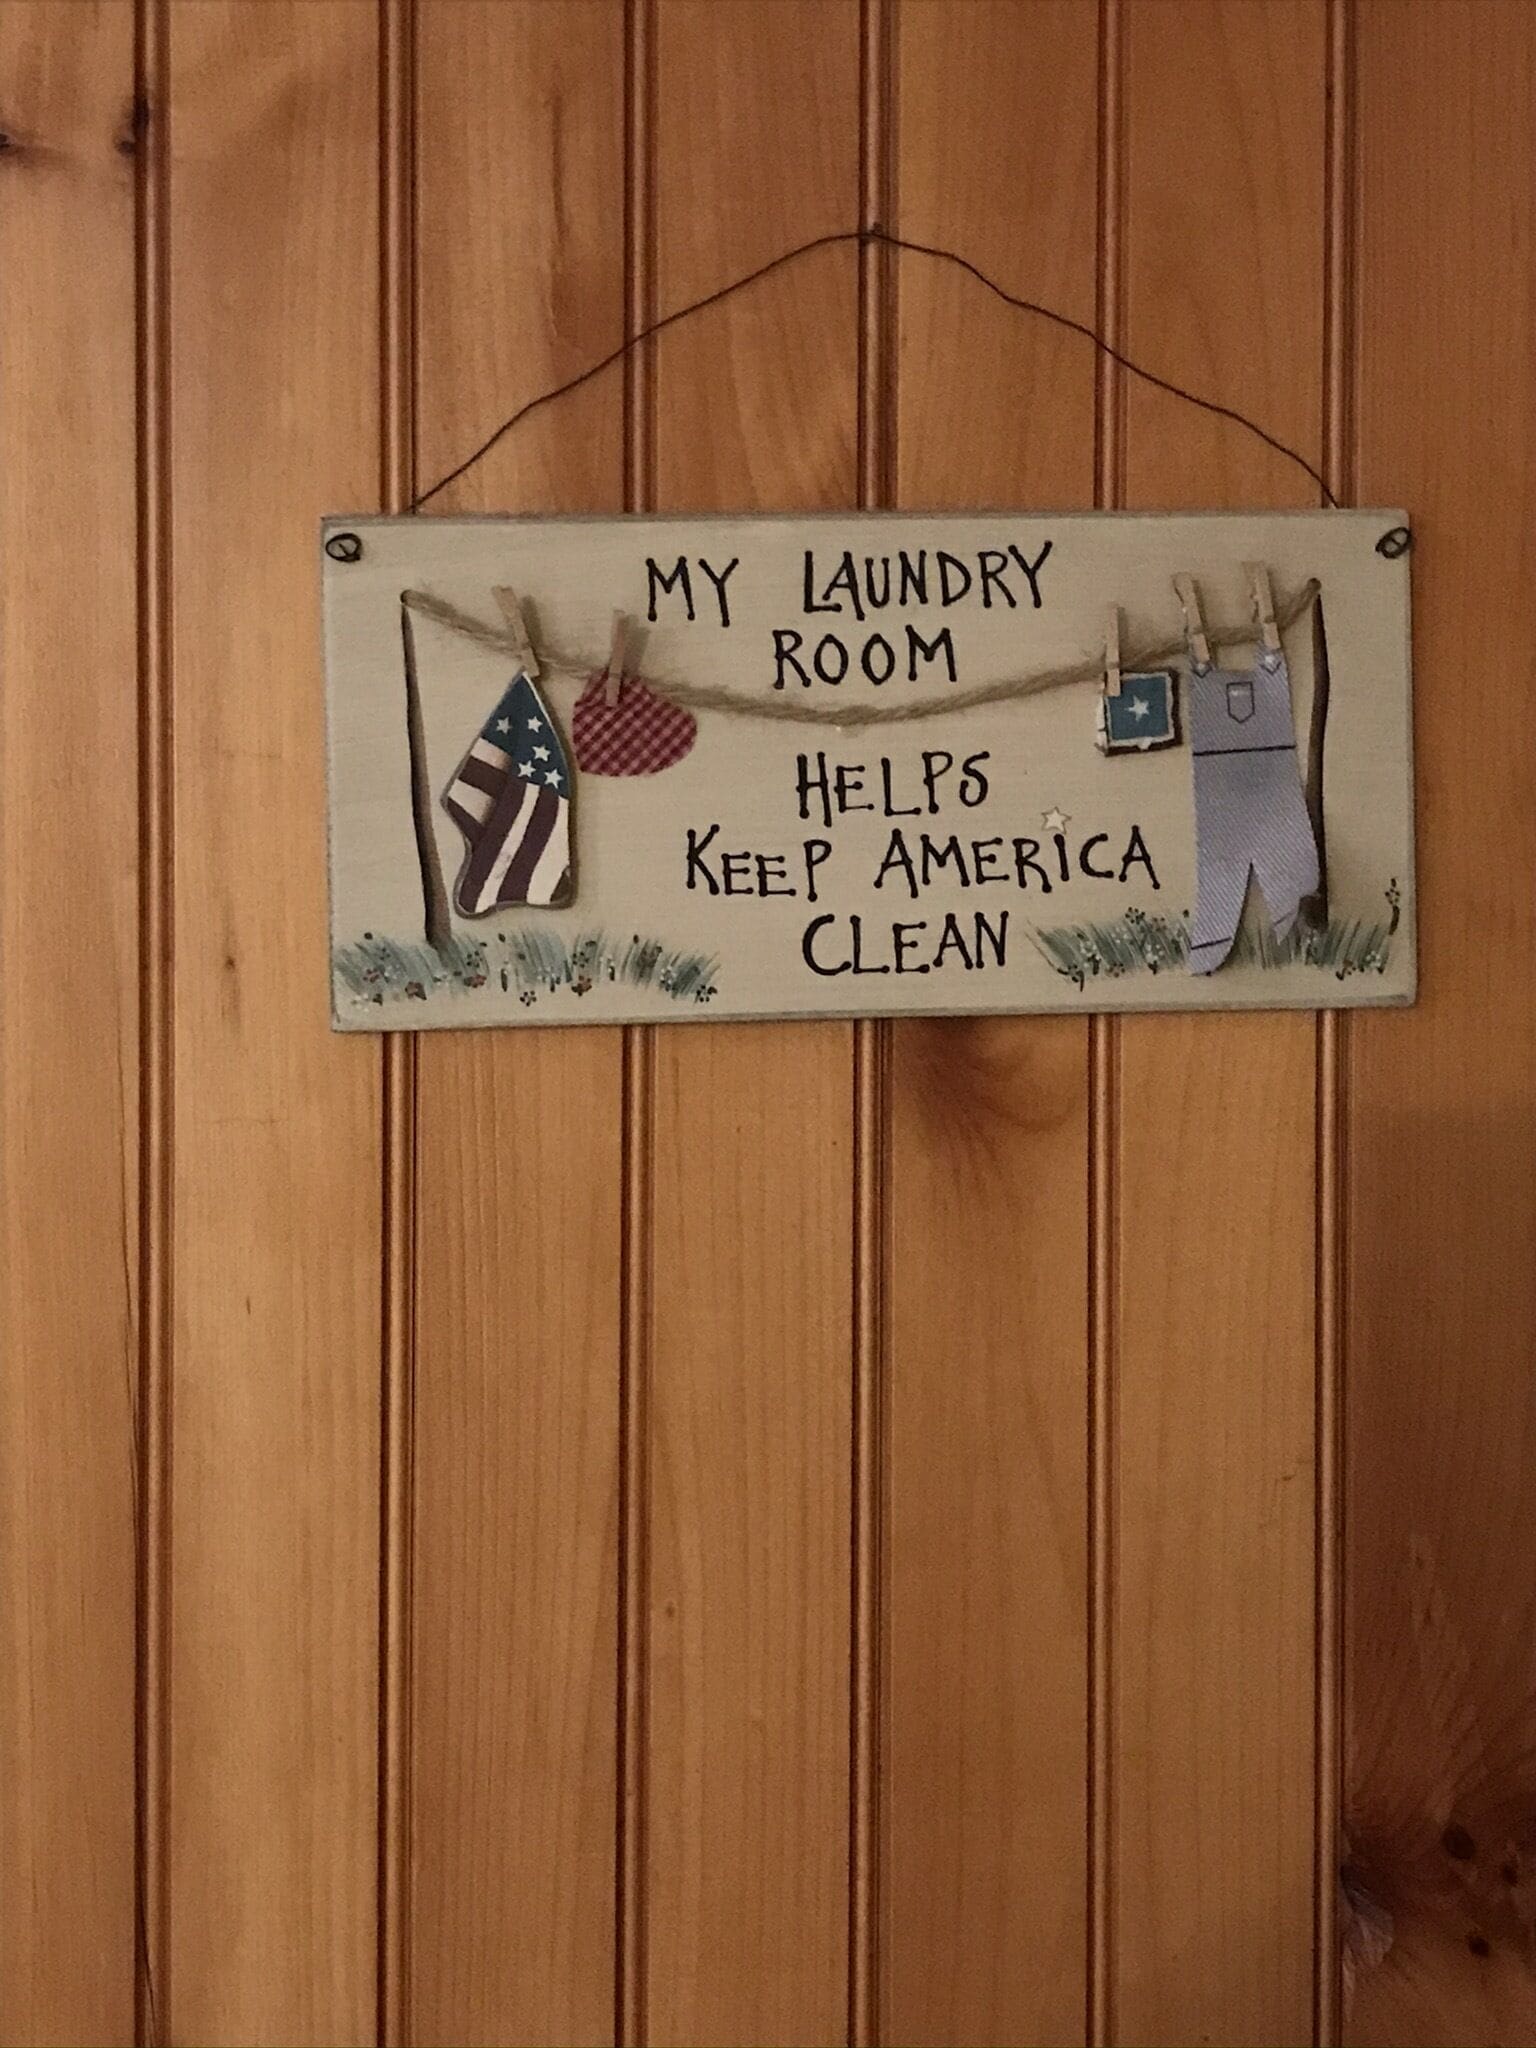 MY LAUNDRY
ROOM
HELPS
KEEP AMERICA
CLEAN